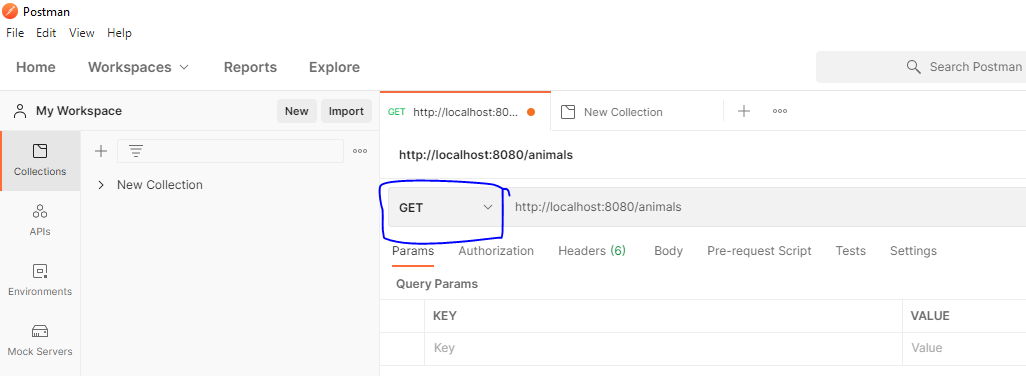 Postman
File Edit View Help
Home Workspaces Reports Explore Search Postman
My Workspace New Import
GET http://localhost:80... New Collection
http://localhost:8080/animals
Collections
New Collection
GET http://localhost:8080/animals
APIs
Params Authorization Headers (6) Body Pre-request Script Tests Settings
Query Params
Environments
KEY VALUE
Key Value
Mock Servers